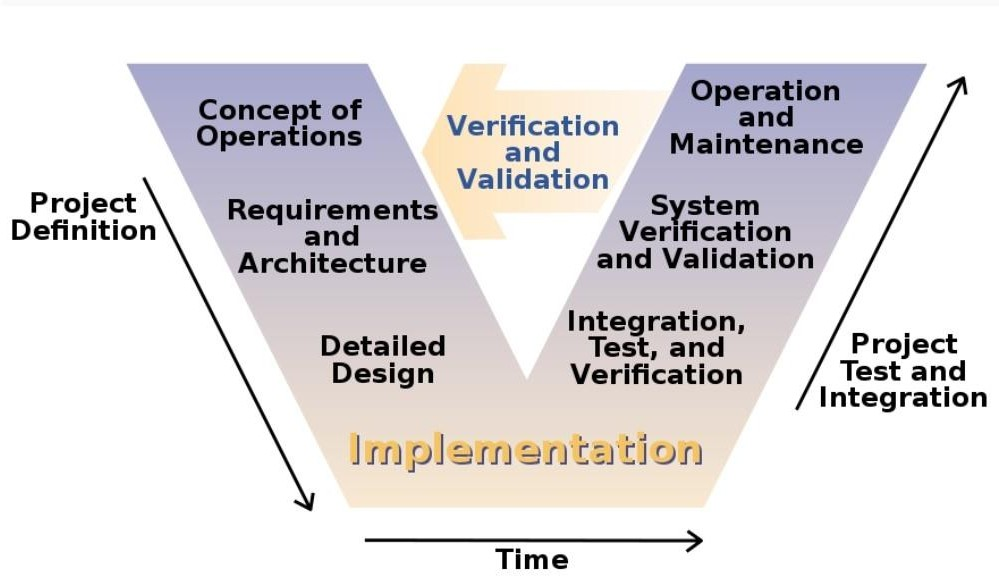 Concept of
Operations
Verification
and
Validation
Operation
and
Maintenance
Project
Definition
Requirements
and
Architecture
System
Verification
and Validation
Detailed
Design
Integration,
Test, and
Verification
Project
Test and
Integration
Implementation
Time